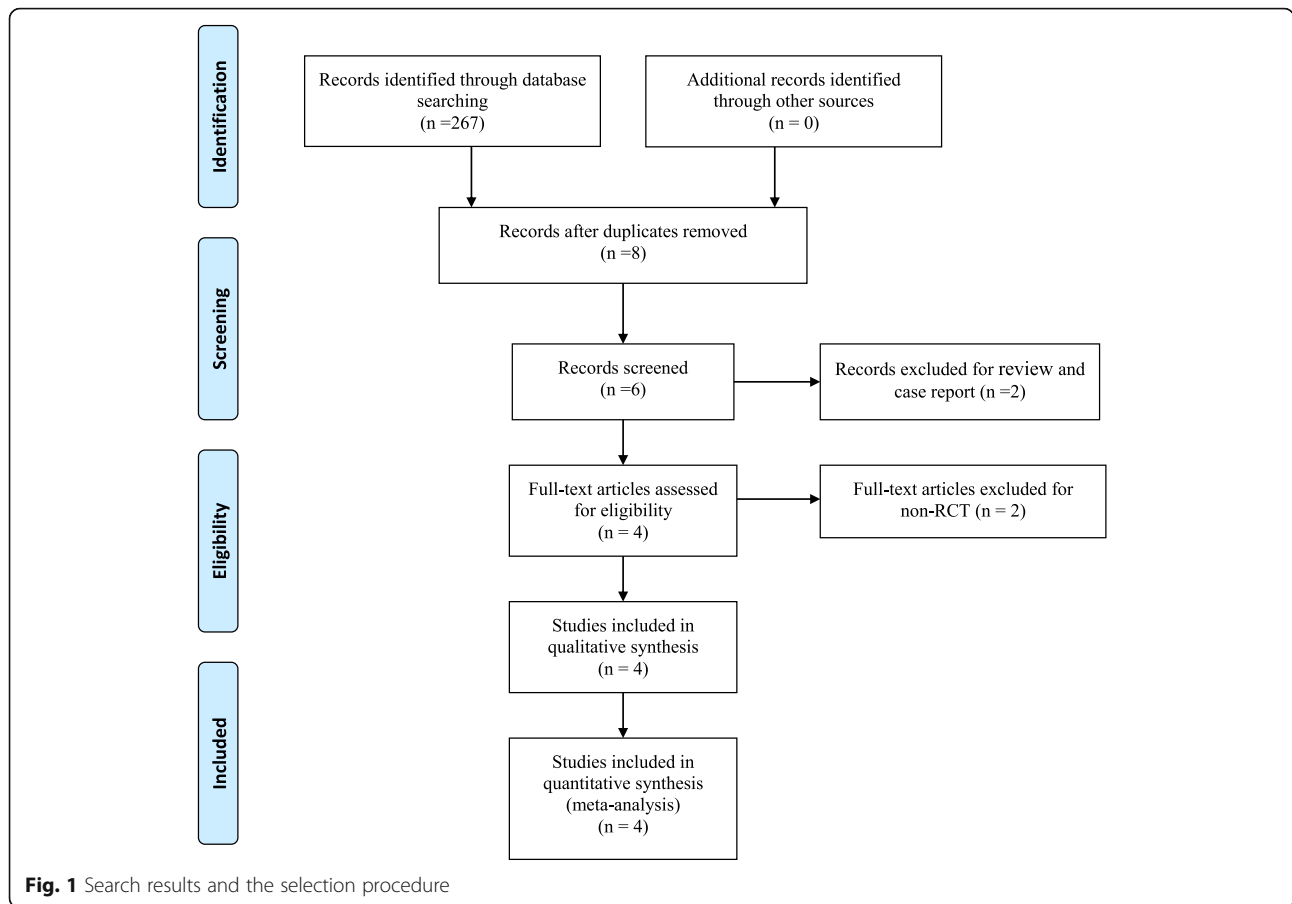 Identification
Records identified through database
searching
(n =267)
Additional records identified
through other sources
(n = 0)
Records after duplicates removed
(n =8)
Screening
Records screened
(n =6)
Records excluded for review and
case report (n =2)
Eligibility
Full-text articles assessed
for eligibility
(n = 4)
Full-text articles excluded for
non-RCT (n = 2)
Studies included in
qualitative synthesis
(n = 4)
Included
Studies included in
quantitative synthesis
(meta-analysis)
(n = 4)
Fig. 1 Search results and the selection procedure